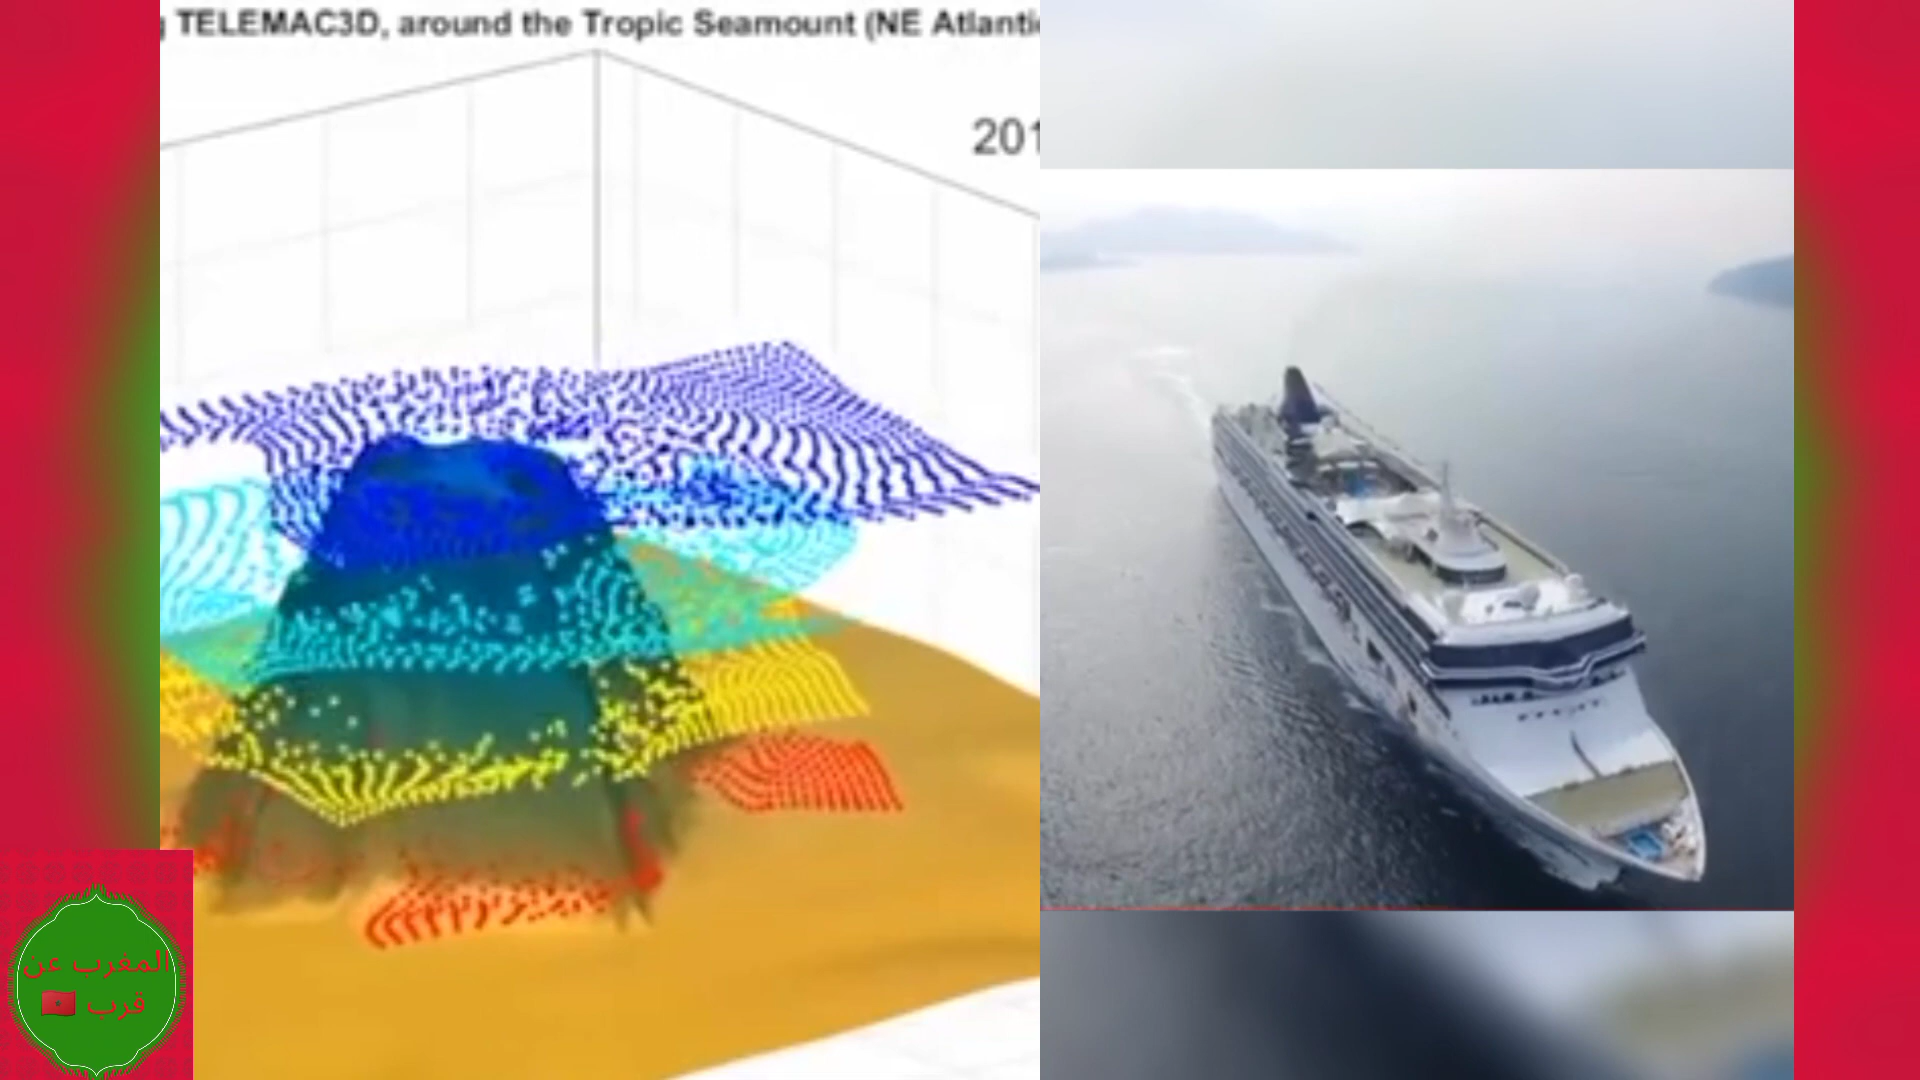 TELEMAC3D, around the Tropic Seamount (NE Atlanti
201
المغرب عن
قرب 🇲🇦